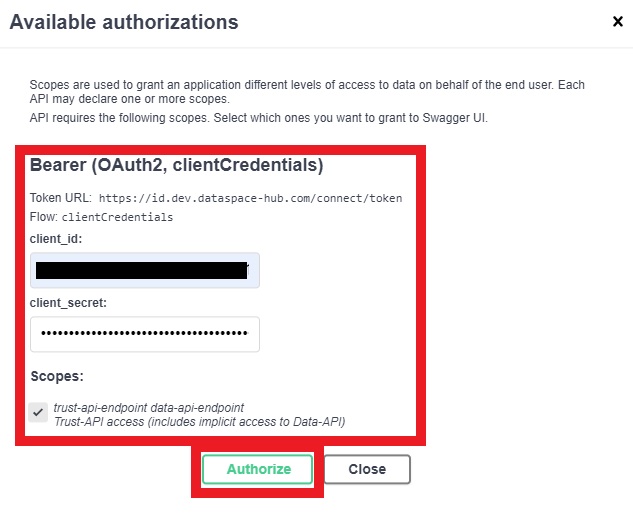 Available authorizations
Scopes are used to grant an application different levels of access to data on behalf of the end user. Each
API may declare one or more scopes.
API requires the following scopes. Select which ones you want to grant to Swagger UI.
Bearer (OAuth2, clientCredentials)
Token URL: https://id.dev.dataspace-hub.com/connect/token
Flow: clientCredentials
client_id:
client_secret:
Scopes:
trust-api-endpoint data-api-endpoint
Trust-API access (includes implicit access to Data-API)
Authorize
Close